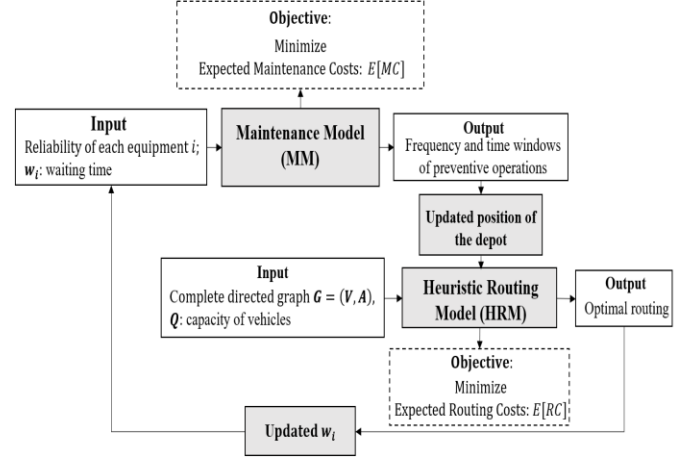 Objective:
Minimize
Expected Maintenance Costs: E[MC]
Input
Reliability of each equipment i;
w_i: waiting time
Maintenance Model
(MM)
Output
Frequency and time windows
of preventive operations
Updated position of
the depot
Input
Complete directed graph G = (V, A),
Q: capacity of vehicles
Heuristic Routing
Model (HRM)
Output
Optimal routing
Objective:
Minimize
Expected Routing Costs: E[RC]
Updated w_i